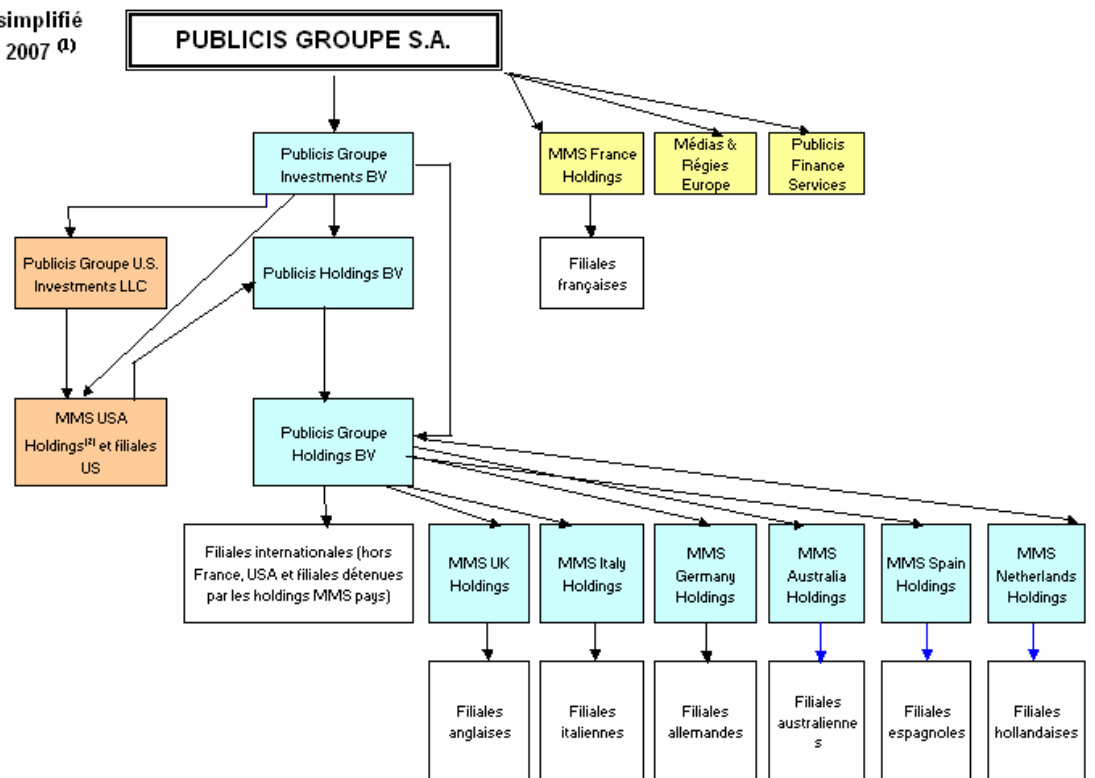 simplifié
2007 (1)
PUBLICIS GROUPE S.A.
Publicis Groupe
Investments BV
MMS France
Holdings
Médias &
Régies
Europe
Publicis
Finance
Services
Publicis Groupe U.S.
Investments LLC
Publicis Holdings BV
Filiales
françaises
MMS USA
Holdings(2) et filiales
US
Publicis Groupe
Holdings BV
Filiales internationales (hors
France, USA et filiales détenues
par les holdings MMS pays)
MMS UK
Holdings
MMS Italy
Holdings
MMS
Germany
Holdings
MMS
Australia
Holdings
MMS Spain
Holdings
MMS
Netherlands
Holdings
Filiales
anglaises
Filiales
italiennes
Filiales
allemandes
Filiales
australienne
s
Filiales
espagnoles
Filiales
hollandaises